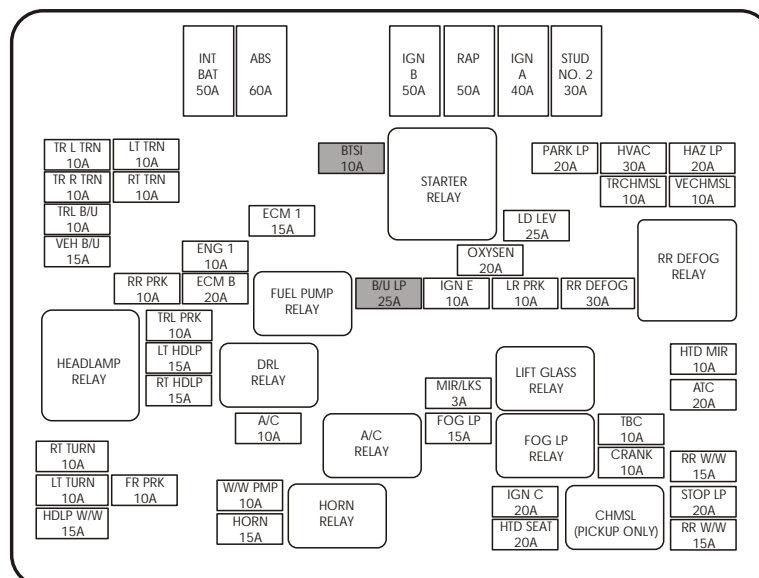 INT
BAT
50A
ABS
60A
IGN
B
50A
RAP
50A
IGN
A
40A
STUD
NO. 2
30A
TR L TRN
10A
LT TRN
10A
BTSI
10A
STARTER
RELAY
PARK LP
20A
HVAC
30A
HAZ LP
20A
TR R TRN
10A
RT TRN
10A
TRCHMSL
10A
VECHMSL
10A
TRL B/U
10A
ECM 1
15A
LD LEV
25A
VEH B/U
15A
ENG 1
10A
OXYSEN
20A
RR DEFOG
RELAY
RR PRK
10A
ECM B
20A
FUEL PUMP
RELAY
B/U LP
25A
IGN E
10A
LR PRK
10A
RR DEFOG
30A
HEADLAMP
RELAY
TRL PRK
10A
LT HDLP
15A
RT HDLP
15A
DRL
RELAY
LIFT GLASS
RELAY
HTD MIR
10A
MIR/LKS
3A
ATC
20A
A/C
10A
A/C
RELAY
FOG LP
15A
FOG LP
RELAY
TBC
10A
CRANK
10A
RT TURN
10A
RR W/W
15A
LT TURN
10A
FR PRK
10A
W/W PMP
10A
HORN
RELAY
IGN C
20A
CHMSL
(PICKUP ONLY)
STOP LP
20A
HDLP W/W
15A
HORN
15A
HTD SEAT
20A
RR W/W
15A